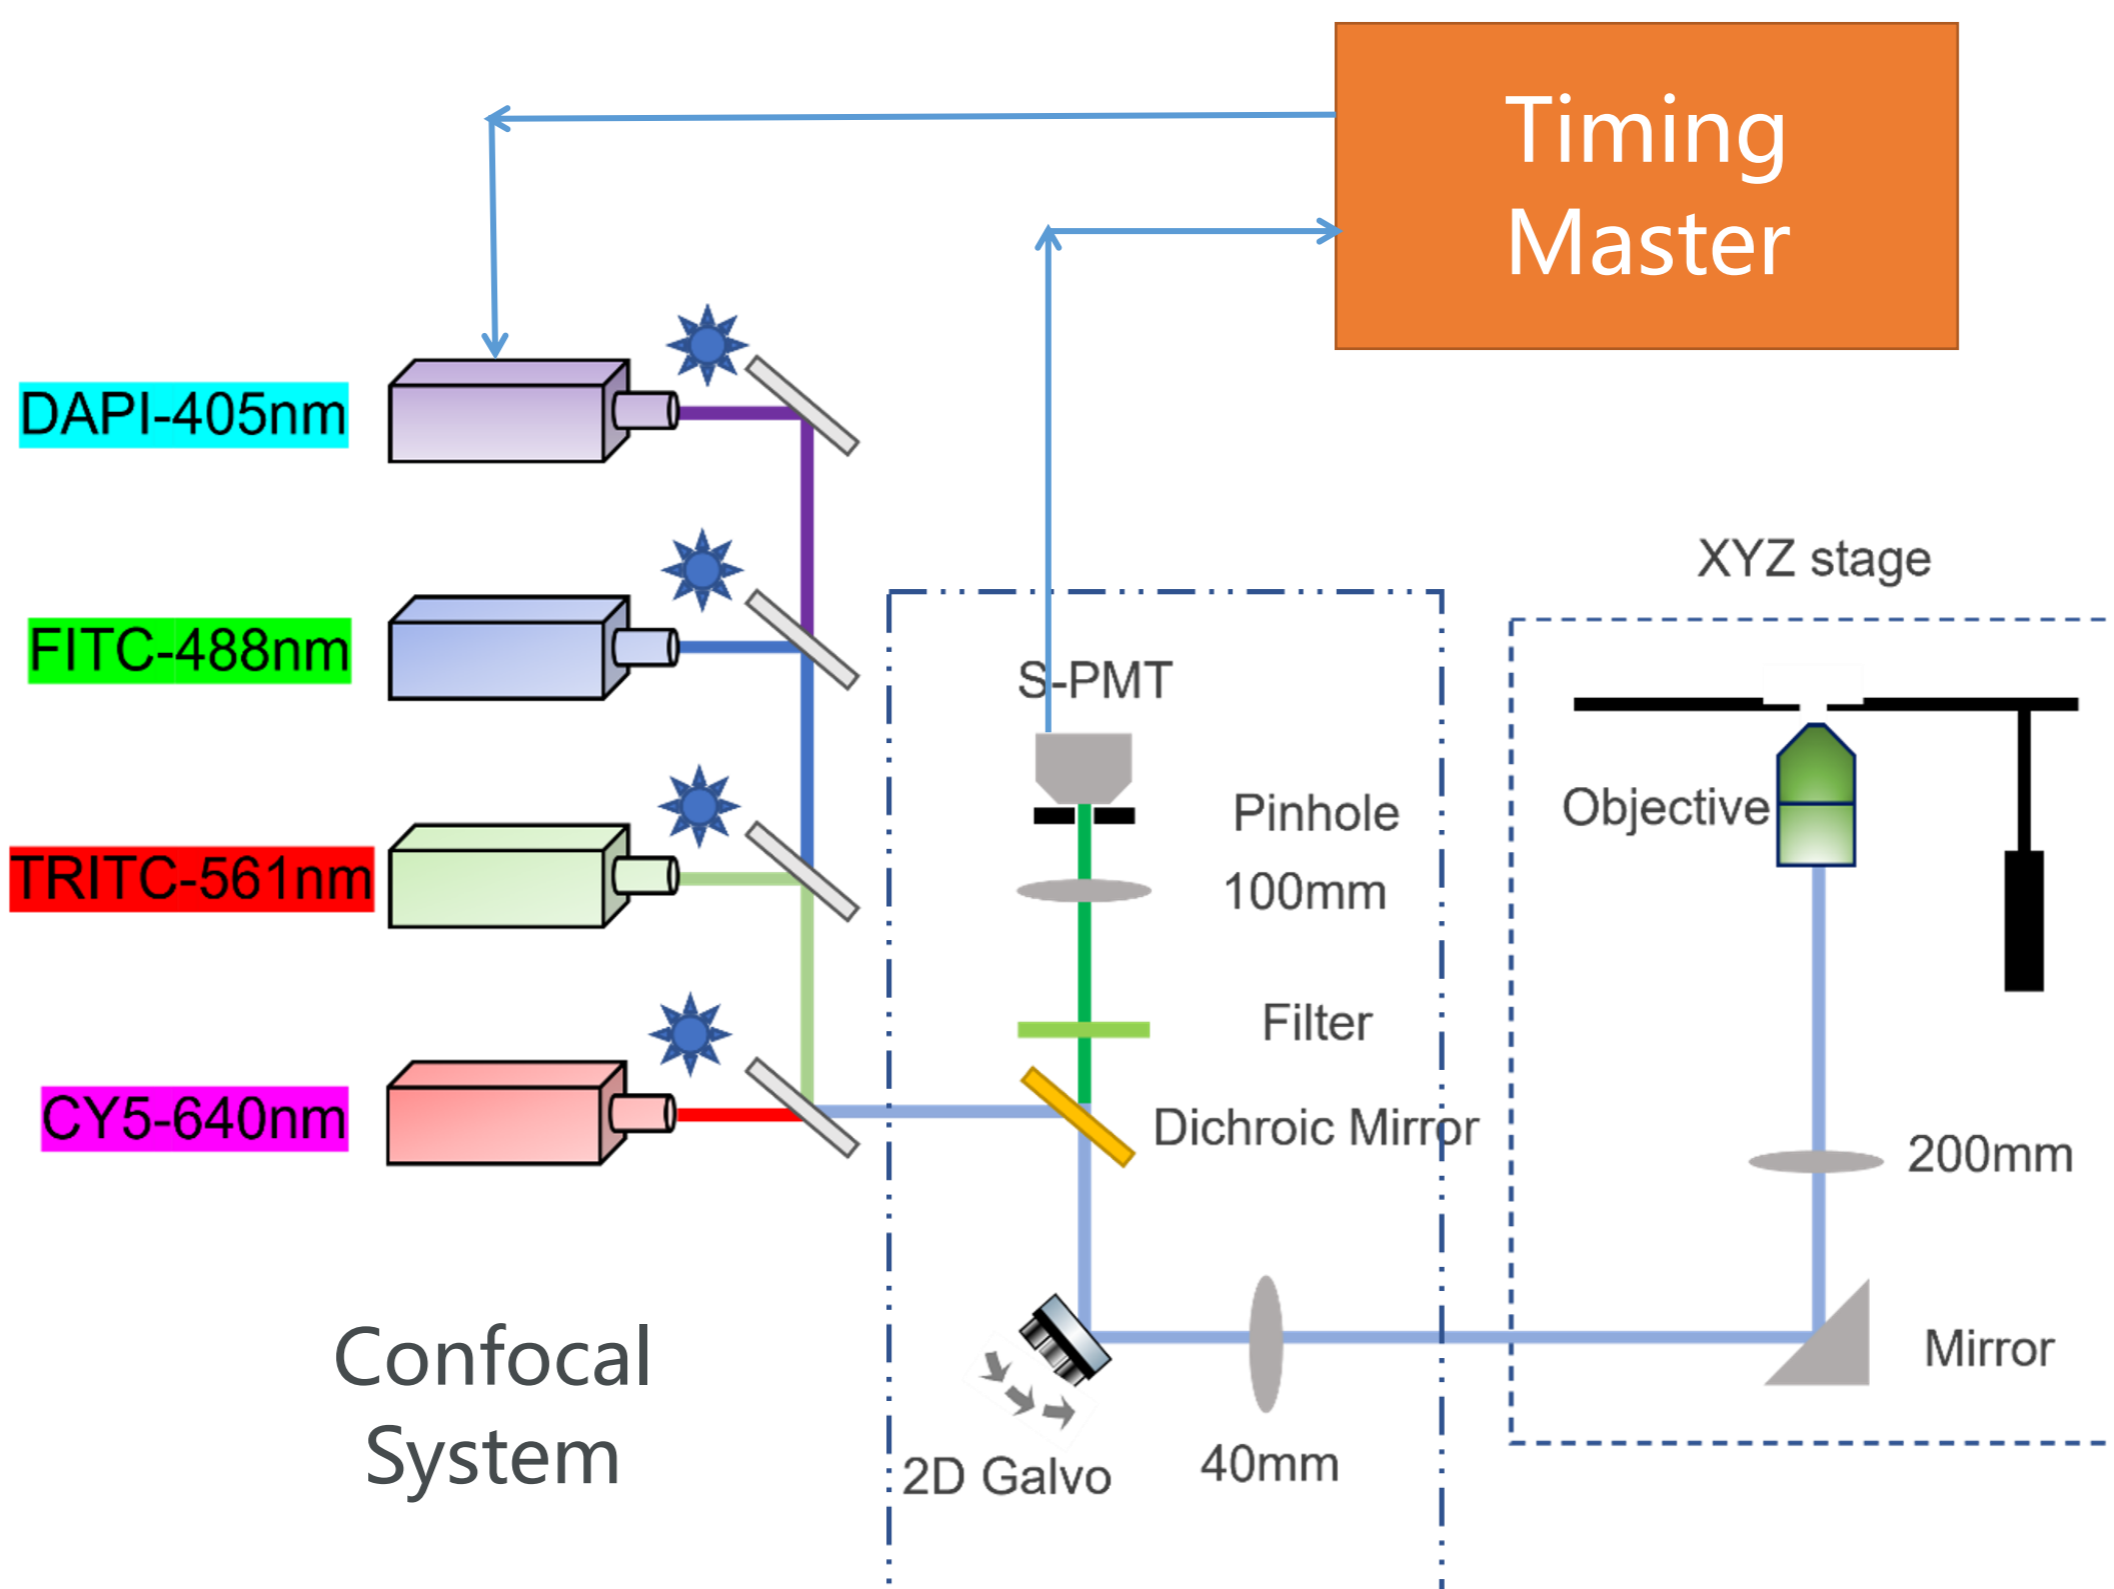 Timing
Master
DAPI-405nm
FITC-488nm
TRITC-561nm
CY5-640nm
Confocal
System
S-PMT
Pinhole
100mm
Filter
Dichroic Mirror
2D Galvo
40mm
XYZ stage
Objective
200mm
Mirror